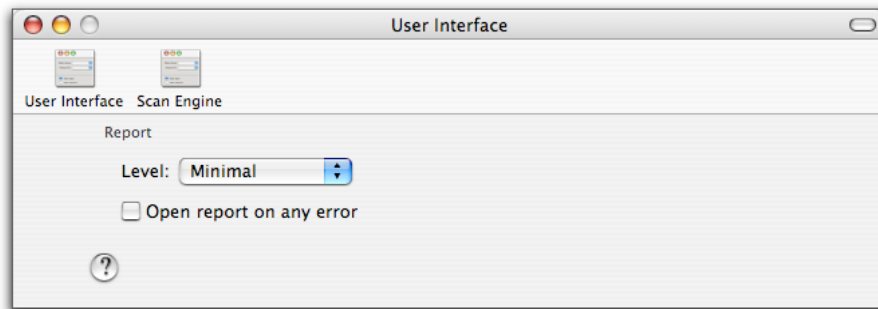 User Interface
User Interface Scan Engine
Report
Level: Minimal
Open report on any error
?